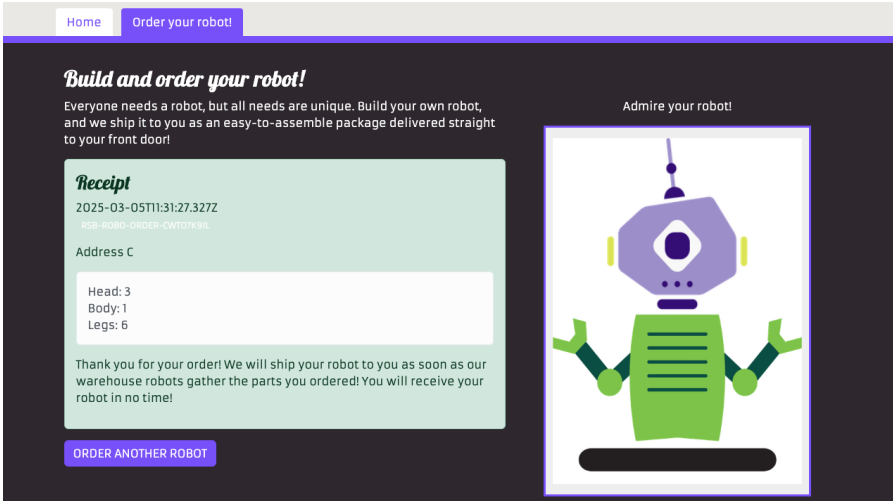 Home
Order your robot!
Build and order your robot!
Everyone needs a robot, but all needs are unique. Build your own robot,
and we ship it to you as an easy-to-assemble package delivered straight
to your front door!
Receipt
2025-03-05T11:31:27.327Z
RSB-ROBO-ORDER-CWTO7K9IL
Address C
Head: 3
Body: 1
Legs: 6
Thank you for your order! We will ship your robot to you as soon as our
warehouse robots gather the parts you ordered! You will receive your
robot in no time!
ORDER ANOTHER ROBOT
Admire your robot!